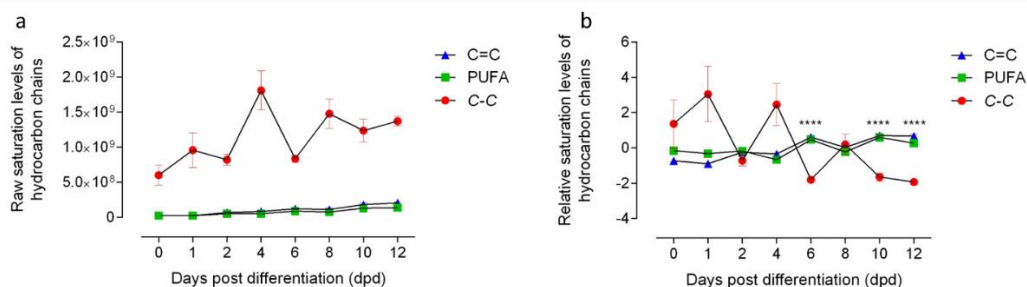 a
Raw saturation levels of
hydrocarbon chains
2.5×10⁹
2.0×10⁹
1.5×10⁹
1.0×10⁹
5.0×10⁸
0
0 1 2 4 6 8 10 12
Days post differentiation (dpd)
C=C
PUFA
C-C
b
Relative saturation levels of
hydrocarbon chains
6
4
2
0
-2
-4
**** **** ****
0 1 2 4 6 8 10 12
Days post differentiation (dpd)
C=C
PUFA
C-C